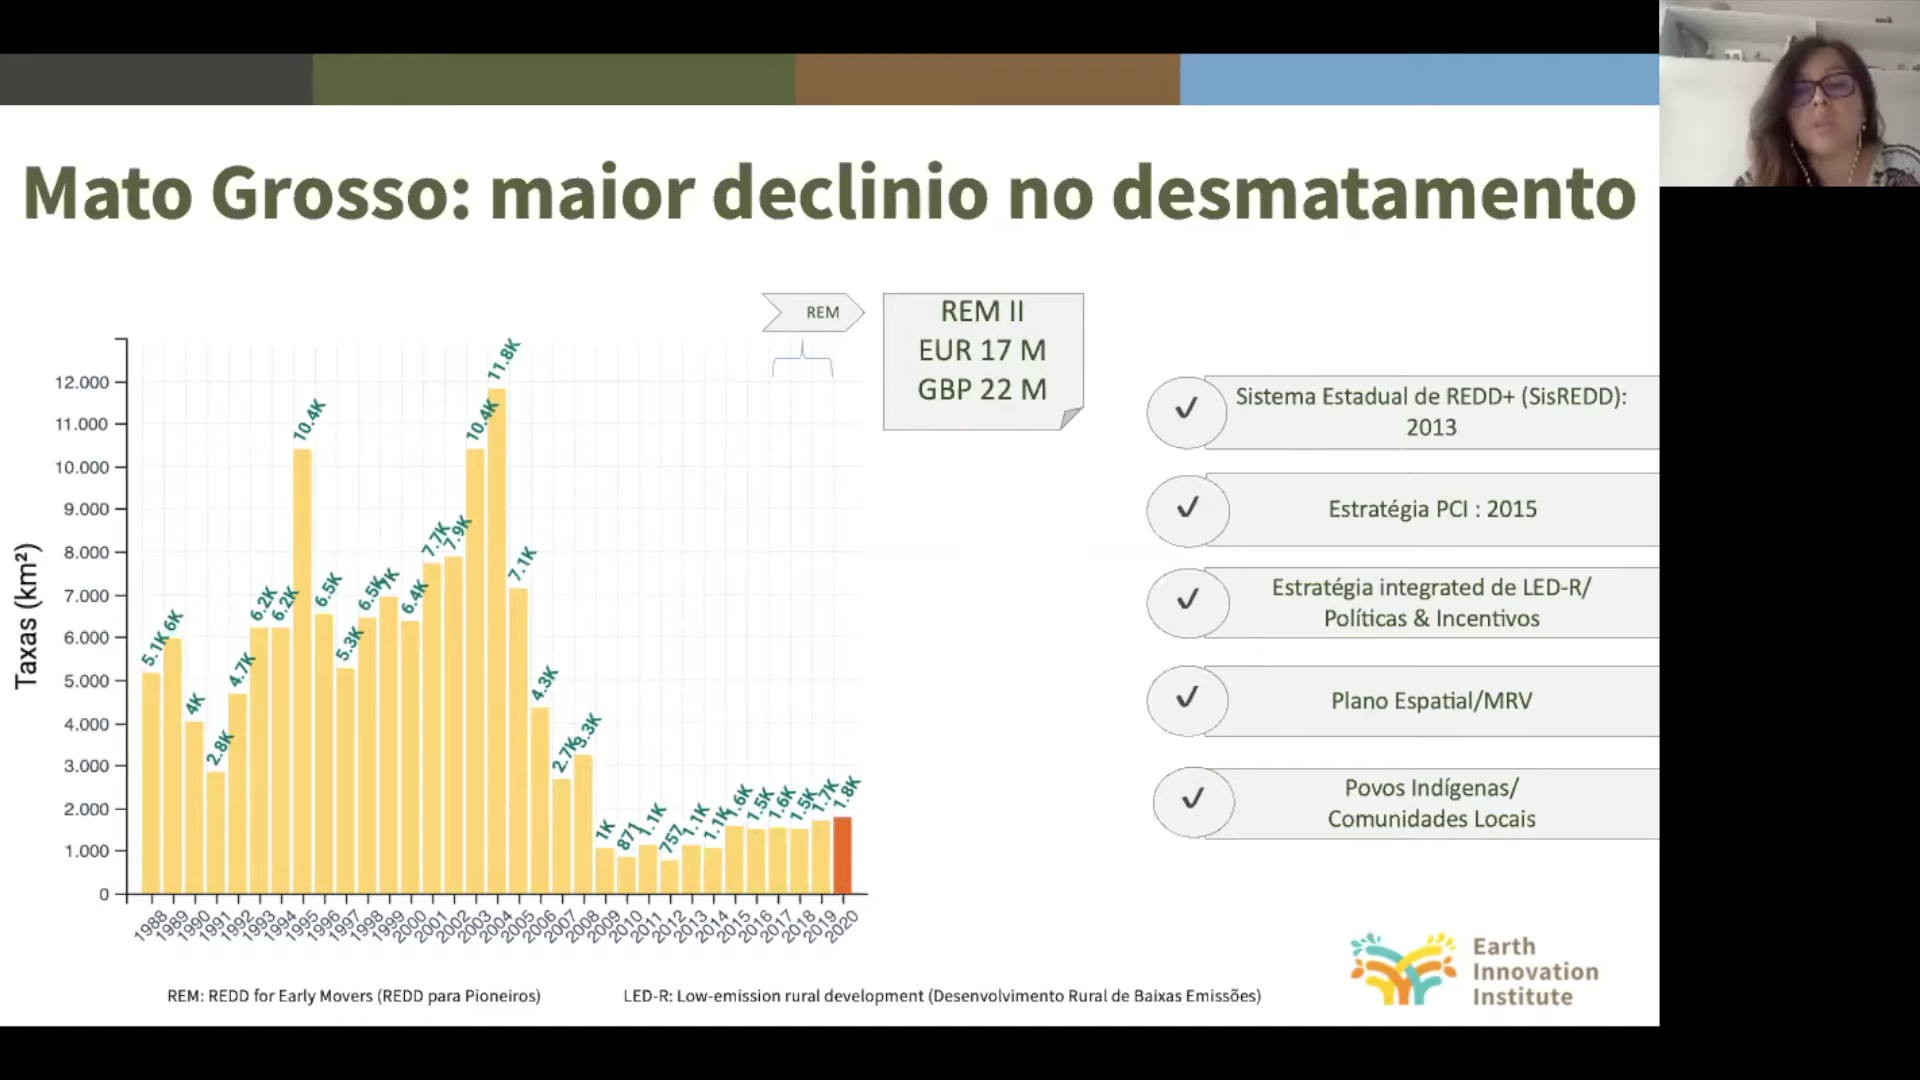 Mato Grosso: maior declinio no desmatamento
REM
REM II
EUR 17 M
GBP 22 M
Taxas (km²)
12.000
11.000
10.000
9.000
8.000
7.000
6.000
5.000
4.000
3.000
2.000
1.000
0
5.1K
6K
4K
2.8K
4.7K
6.2K
6.2K
10.4K
6.5K
5.3K
6.5K
7K
6.4K
7.7K
7.9K
10.4K
11.8K
7.1K
4.3K
2.7K
3.3K
1K
871
1.1K
757
1.1K
1.1K
1.6K
1.5K
1.6K
1.5K
1.7K
1.8K
1988
1989
1990
1991
1992
1993
1994
1995
1996
1997
1998
1999
2000
2001
2002
2003
2004
2005
2006
2007
2008
2009
2010
2011
2012
2013
2014
2015
2016
2017
2018
2019
2020
Sistema Estadual de REDD+ (SisREDD):
2013
Estratégia PCI : 2015
Estratégia integrated de LED-R/
Políticas & Incentivos
Plano Espatial/MRV
Povos Indígenas/
Comunidades Locais
REM: REDD for Early Movers (REDD para Pioneiros)
LED-R: Low-emission rural development (Desenvolvimento Rural de Baixas Emissões)
Earth
Innovation
Institute